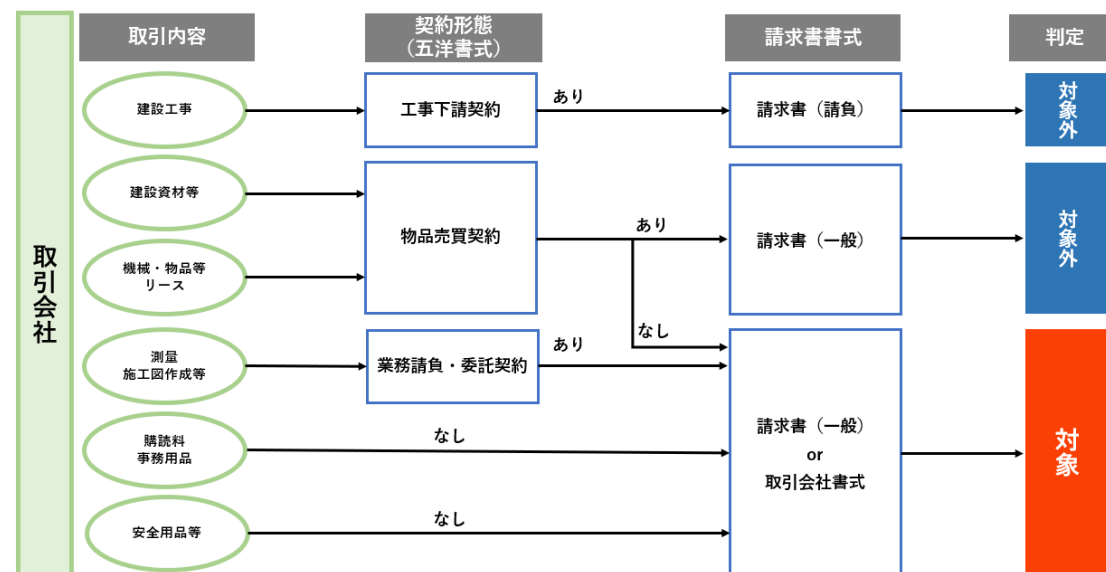 取引内容
契約形態
（五洋書式）
請求書書式
判定
取引会社
建設工事
工事下請契約
あり
請求書（請負）
対象外
建設資材等
機械・物品等
リース
物品売買契約
あり
請求書（一般）
対象外
なし
測量
施工図作成等
業務請負・委託契約
あり
購読料
事務用品
なし
安全用品等
なし
請求書（一般）
or
取引会社書式
対象